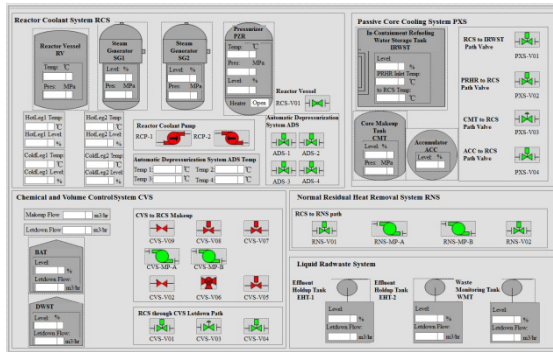 Reactor Coolant System RCS
Reactor Vessel
RV
Temp: ℃
Pres: MPa
Steam
Generator
SG1
Level: %
Pres: MPa
Steam
Generator
SG2
Level: %
Pres: MPa
Pressurizer
PZR
Temp: ℃
Pres: MPa
Level: %
Heater Open
Reactor Vessel
RCS-V01
HotLeg1 Temp:
℃
HotLeg1 Level:
%
ColdLeg1 Temp:
℃
ColdLeg1 Level:
%
HotLeg2 Temp:
℃
HotLeg2 Level:
%
ColdLeg2 Temp:
℃
ColdLeg2 Level:
%
Reactor Coolant Pump
RCP-1
RCP-2
Automatic Depressurization System ADS Temp
Temp 1: ℃
Temp 2: ℃
Temp 3: ℃
Temp 4: ℃
Automatic Depressurization
System ADS
ADS-1
ADS-2
ADS-3
ADS-4
Passive Core Cooling System PXS
In-Containment Refueling
Water Storage Tank
IRWST
Level: %
PRHR Inlet Temp:
℃
to RCS Temp:
℃
Core Makeup
Tank
CMT
Level: %
Pres: MPa
Accumulator
ACC
Level: %
RCS to IRWST
Path Valve
PXS-V01
PRHR to RCS
Path Valve
PXS-V02
CMT to RCS
Path Valve
PXS-V03
ACC to RCS
Path Valve
PXS-V04
Chemical and Volume ControlSystem CVS
Makeup Flow: m3/hr
Letdown Flow: m3/hr
BAT
Level:
%
Letdown Flow:
m3/hr
DWST
Level:
%
Letdown Flow:
m3/hr
CVS to RCS Makeup
CVS-V09
CVS-V08
CVS-V07
CVS-MP-A
CVS-MP-B
CVS-V02
CVS-V06
CVS-V05
RCS through CVS Letdown Path
CVS-V01
CVS-V03
CVS-V04
Normal Residual Heat Removal System RNS
RCS to RNS path
RNS-V01
RNS-MP-A
RNS-MP-B
RNS-V02
Liquid Radwaste System
Effluent
Holdup Tank
EHT-1
Level:
%
Letdown Flow:
m3/hr
Effluent
Holdup Tank
EHT-2
Level:
%
Letdown Flow:
m3/hr
Waste
Monitoring Tank
WMT
Level:
%
Letdown Flow:
m3/hr